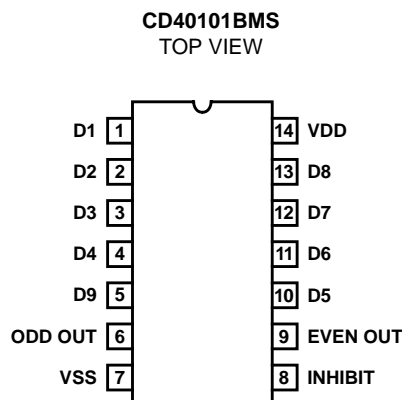 CD40101BMS
TOP VIEW
D1 1 14 VDD
D2 2 13 D8
D3 3 12 D7
D4 4 11 D6
D9 5 10 D5
ODD OUT 6 9 EVEN OUT
VSS 7 8 INHIBIT